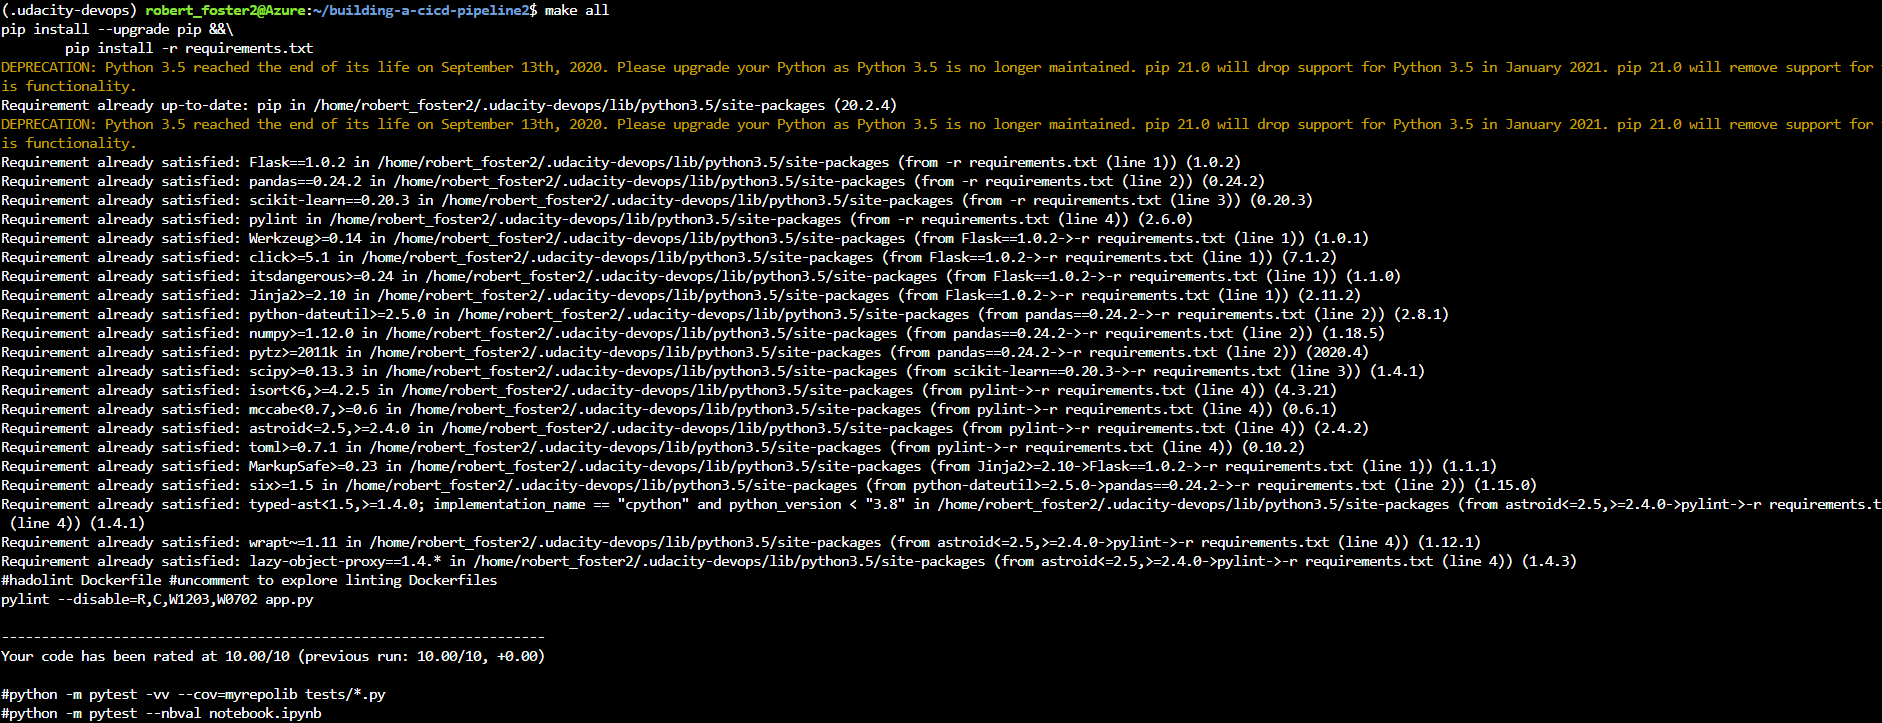 (.udacity-devops) robert_foster2@Azure:~/building-a-cicd-pipeline2$ make all
pip install --upgrade pip &&\
        pip install -r requirements.txt
DEPRECATION: Python 3.5 reached the end of its life on September 13th, 2020. Please upgrade your Python as Python 3.5 is no longer maintained. pip 21.0 will drop support for Python 3.5 in January 2021. pip 21.0 will remove support for
is functionality.
Requirement already up-to-date: pip in /home/robert_foster2/.udacity-devops/lib/python3.5/site-packages (20.2.4)
DEPRECATION: Python 3.5 reached the end of its life on September 13th, 2020. Please upgrade your Python as Python 3.5 is no longer maintained. pip 21.0 will drop support for Python 3.5 in January 2021. pip 21.0 will remove support for
is functionality.
Requirement already satisfied: Flask==1.0.2 in /home/robert_foster2/.udacity-devops/lib/python3.5/site-packages (from -r requirements.txt (line 1)) (1.0.2)
Requirement already satisfied: pandas==0.24.2 in /home/robert_foster2/.udacity-devops/lib/python3.5/site-packages (from -r requirements.txt (line 2)) (0.24.2)
Requirement already satisfied: scikit-learn==0.20.3 in /home/robert_foster2/.udacity-devops/lib/python3.5/site-packages (from -r requirements.txt (line 3)) (0.20.3)
Requirement already satisfied: pylint in /home/robert_foster2/.udacity-devops/lib/python3.5/site-packages (from -r requirements.txt (line 4)) (2.6.0)
Requirement already satisfied: Werkzeug>=0.14 in /home/robert_foster2/.udacity-devops/lib/python3.5/site-packages (from Flask==1.0.2->-r requirements.txt (line 1)) (1.0.1)
Requirement already satisfied: click>=5.1 in /home/robert_foster2/.udacity-devops/lib/python3.5/site-packages (from Flask==1.0.2->-r requirements.txt (line 1)) (7.1.2)
Requirement already satisfied: itsdangerous>=0.24 in /home/robert_foster2/.udacity-devops/lib/python3.5/site-packages (from Flask==1.0.2->-r requirements.txt (line 1)) (1.1.0)
Requirement already satisfied: Jinja2>=2.10 in /home/robert_foster2/.udacity-devops/lib/python3.5/site-packages (from Flask==1.0.2->-r requirements.txt (line 1)) (2.11.2)
Requirement already satisfied: python-dateutil>=2.5.0 in /home/robert_foster2/.udacity-devops/lib/python3.5/site-packages (from pandas==0.24.2->-r requirements.txt (line 2)) (2.8.1)
Requirement already satisfied: numpy>=1.12.0 in /home/robert_foster2/.udacity-devops/lib/python3.5/site-packages (from pandas==0.24.2->-r requirements.txt (line 2)) (1.18.5)
Requirement already satisfied: pytz>=2011k in /home/robert_foster2/.udacity-devops/lib/python3.5/site-packages (from pandas==0.24.2->-r requirements.txt (line 2)) (2020.4)
Requirement already satisfied: scipy>=0.13.3 in /home/robert_foster2/.udacity-devops/lib/python3.5/site-packages (from scikit-learn==0.20.3->-r requirements.txt (line 3)) (1.4.1)
Requirement already satisfied: isort<6,>=4.2.5 in /home/robert_foster2/.udacity-devops/lib/python3.5/site-packages (from pylint->-r requirements.txt (line 4)) (4.3.21)
Requirement already satisfied: mccabe<0.7,>=0.6 in /home/robert_foster2/.udacity-devops/lib/python3.5/site-packages (from pylint->-r requirements.txt (line 4)) (0.6.1)
Requirement already satisfied: astroid<=2.5,>=2.4.0 in /home/robert_foster2/.udacity-devops/lib/python3.5/site-packages (from pylint->-r requirements.txt (line 4)) (2.4.2)
Requirement already satisfied: toml>=0.7.1 in /home/robert_foster2/.udacity-devops/lib/python3.5/site-packages (from pylint->-r requirements.txt (line 4)) (0.10.2)
Requirement already satisfied: MarkupSafe>=0.23 in /home/robert_foster2/.udacity-devops/lib/python3.5/site-packages (from Jinja2>=2.10->Flask==1.0.2->-r requirements.txt (line 1)) (1.1.1)
Requirement already satisfied: six>=1.5 in /home/robert_foster2/.udacity-devops/lib/python3.5/site-packages (from python-dateutil>=2.5.0->pandas==0.24.2->-r requirements.txt (line 2)) (1.15.0)
Requirement already satisfied: typed-ast<1.5,>=1.4.0; implementation_name == "cpython" and python_version < "3.8" in /home/robert_foster2/.udacity-devops/lib/python3.5/site-packages (from astroid<=2.5,>=2.4.0->pylint->-r requirements.t
 (line 4)) (1.4.1)
Requirement already satisfied: wrapt~=1.11 in /home/robert_foster2/.udacity-devops/lib/python3.5/site-packages (from astroid<=2.5,>=2.4.0->pylint->-r requirements.txt (line 4)) (1.12.1)
Requirement already satisfied: lazy-object-proxy==1.4.* in /home/robert_foster2/.udacity-devops/lib/python3.5/site-packages (from astroid<=2.5,>=2.4.0->pylint->-r requirements.txt (line 4)) (1.4.3)
#hadolint Dockerfile #uncomment to explore linting Dockerfiles
pylint --disable=R,C,W1203,W0702 app.py
--------------------------------------------------------------------
Your code has been rated at 10.00/10 (previous run: 10.00/10, +0.00)
#python -m pytest -vv --cov=myrepolib tests/*.py
#python -m pytest --nbval notebook.ipynb